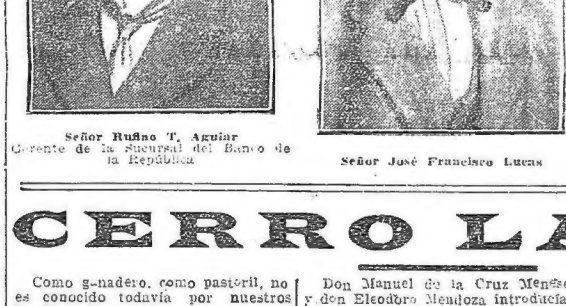 Señor Rufino T. Aguiar
Gerente de la Sucursal del Banco de
la República
Señor José Francisco Lucas
CERRO LA
Como g-nadero, como pastoril, no
es conocido todavía por nuestros
Don Manuel de la Cruz Meneses
y don Eleodoro Mendoza introducía